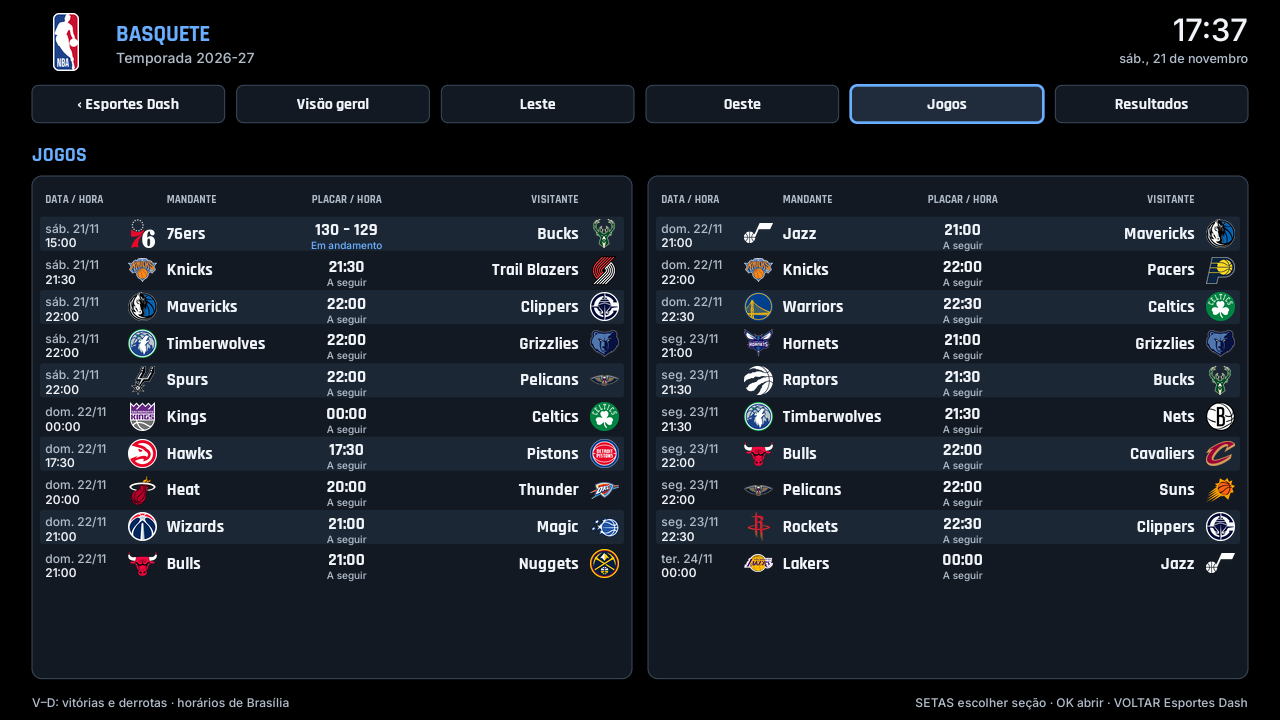 NBA
BASQUETE
Temporada 2026-27
17:37
sáb., 21 de novembro
‹ Esportes Dash
Visão geral
Leste
Oeste
Jogos
Resultados
JOGOS
DATA / HORA MANDANTE PLACAR / HORA VISITANTE
sáb. 21/11 15:00 76ers 130 – 129 Em andamento Bucks
sáb. 21/11 21:30 Knicks 21:30 A seguir Trail Blazers
sáb. 21/11 22:00 Mavericks 22:00 A seguir Clippers
sáb. 21/11 22:00 Timberwolves 22:00 A seguir Grizzlies
sáb. 21/11 22:00 Spurs 22:00 A seguir Pelicans
dom. 22/11 00:00 Kings 00:00 A seguir Celtics
dom. 22/11 17:30 Hawks 17:30 A seguir Pistons
dom. 22/11 20:00 Heat 20:00 A seguir Thunder
dom. 22/11 21:00 Wizards 21:00 A seguir Magic
dom. 22/11 21:00 Bulls 21:00 A seguir Nuggets
DATA / HORA MANDANTE PLACAR / HORA VISITANTE
dom. 22/11 21:00 Jazz 21:00 A seguir Mavericks
dom. 22/11 22:00 Knicks 22:00 A seguir Pacers
dom. 22/11 22:30 Warriors 22:30 A seguir Celtics
seg. 23/11 21:00 Hornets 21:00 A seguir Grizzlies
seg. 23/11 21:30 Raptors 21:30 A seguir Bucks
seg. 23/11 21:30 Timberwolves 21:30 A seguir Nets
seg. 23/11 22:00 Bulls 22:00 A seguir Cavaliers
seg. 23/11 22:00 Pelicans 22:00 A seguir Suns
seg. 23/11 22:30 Rockets 22:30 A seguir Clippers
ter. 24/11 00:00 Lakers 00:00 A seguir Jazz
V–D: vitórias e derrotas · horários de Brasília
SETAS escolher seção · OK abrir · VOLTAR Esportes Dash